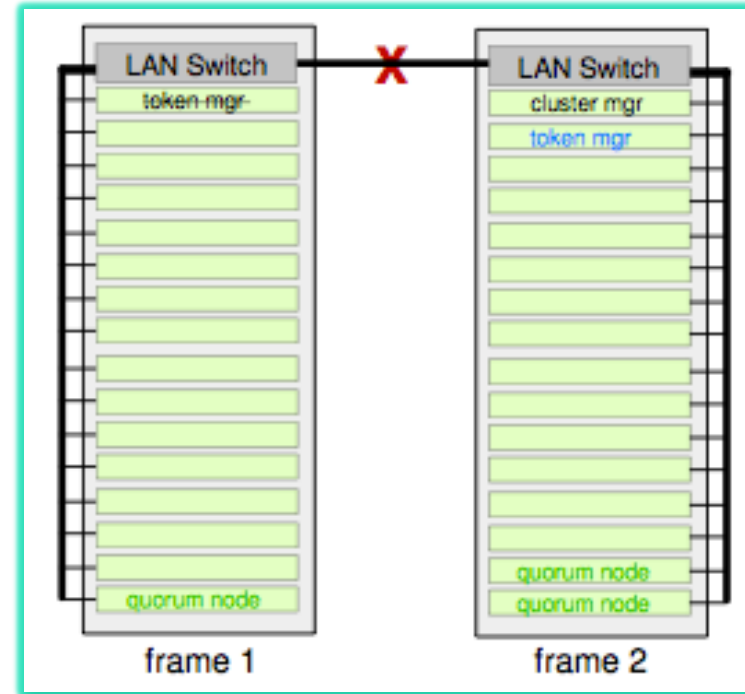 LAN Switch
token mgr
quorum node
frame 1
X
LAN Switch
cluster mgr
token mgr
quorum node
quorum node
frame 2